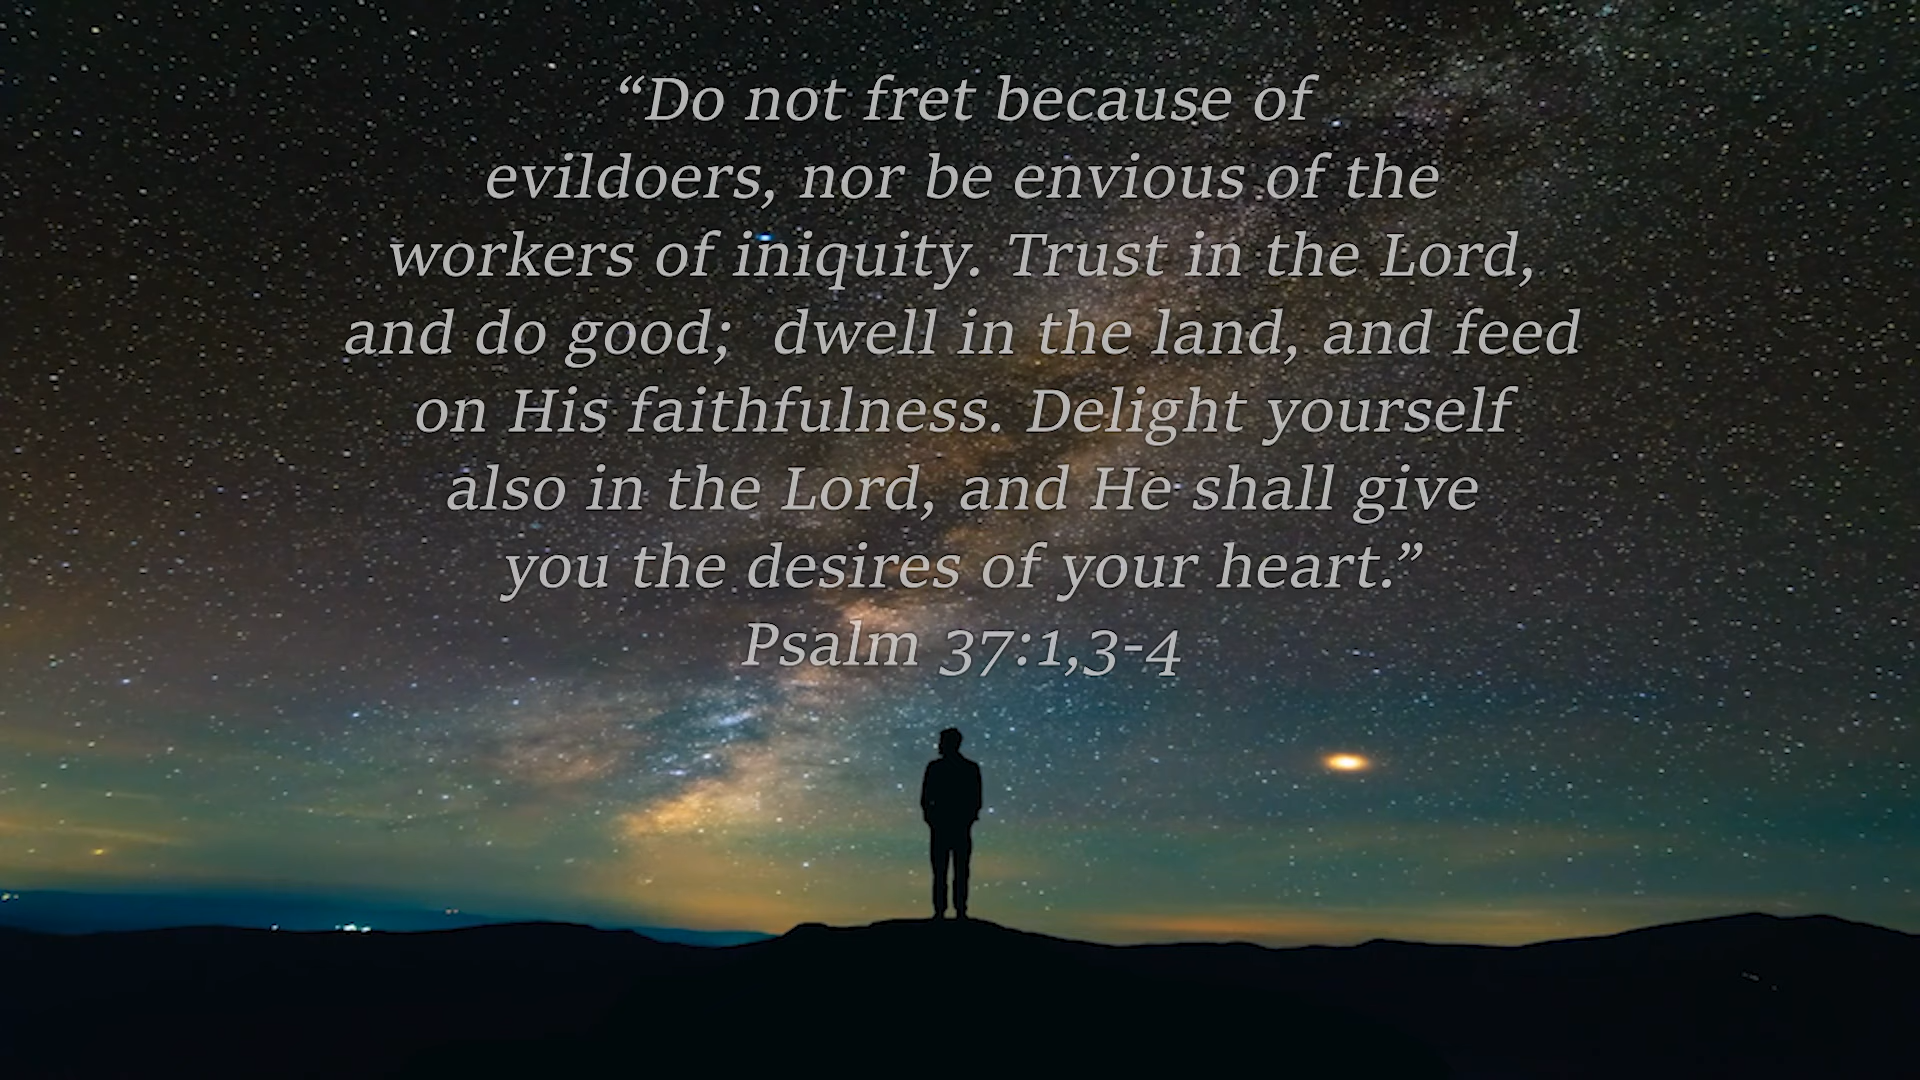 “Do not fret because of
evildoers, nor be envious of the
workers of iniquity. Trust in the Lord,
and do good;  dwell in the land, and feed
on His faithfulness. Delight yourself
also in the Lord, and He shall give
you the desires of your heart.”
Psalm 37:1,3-4